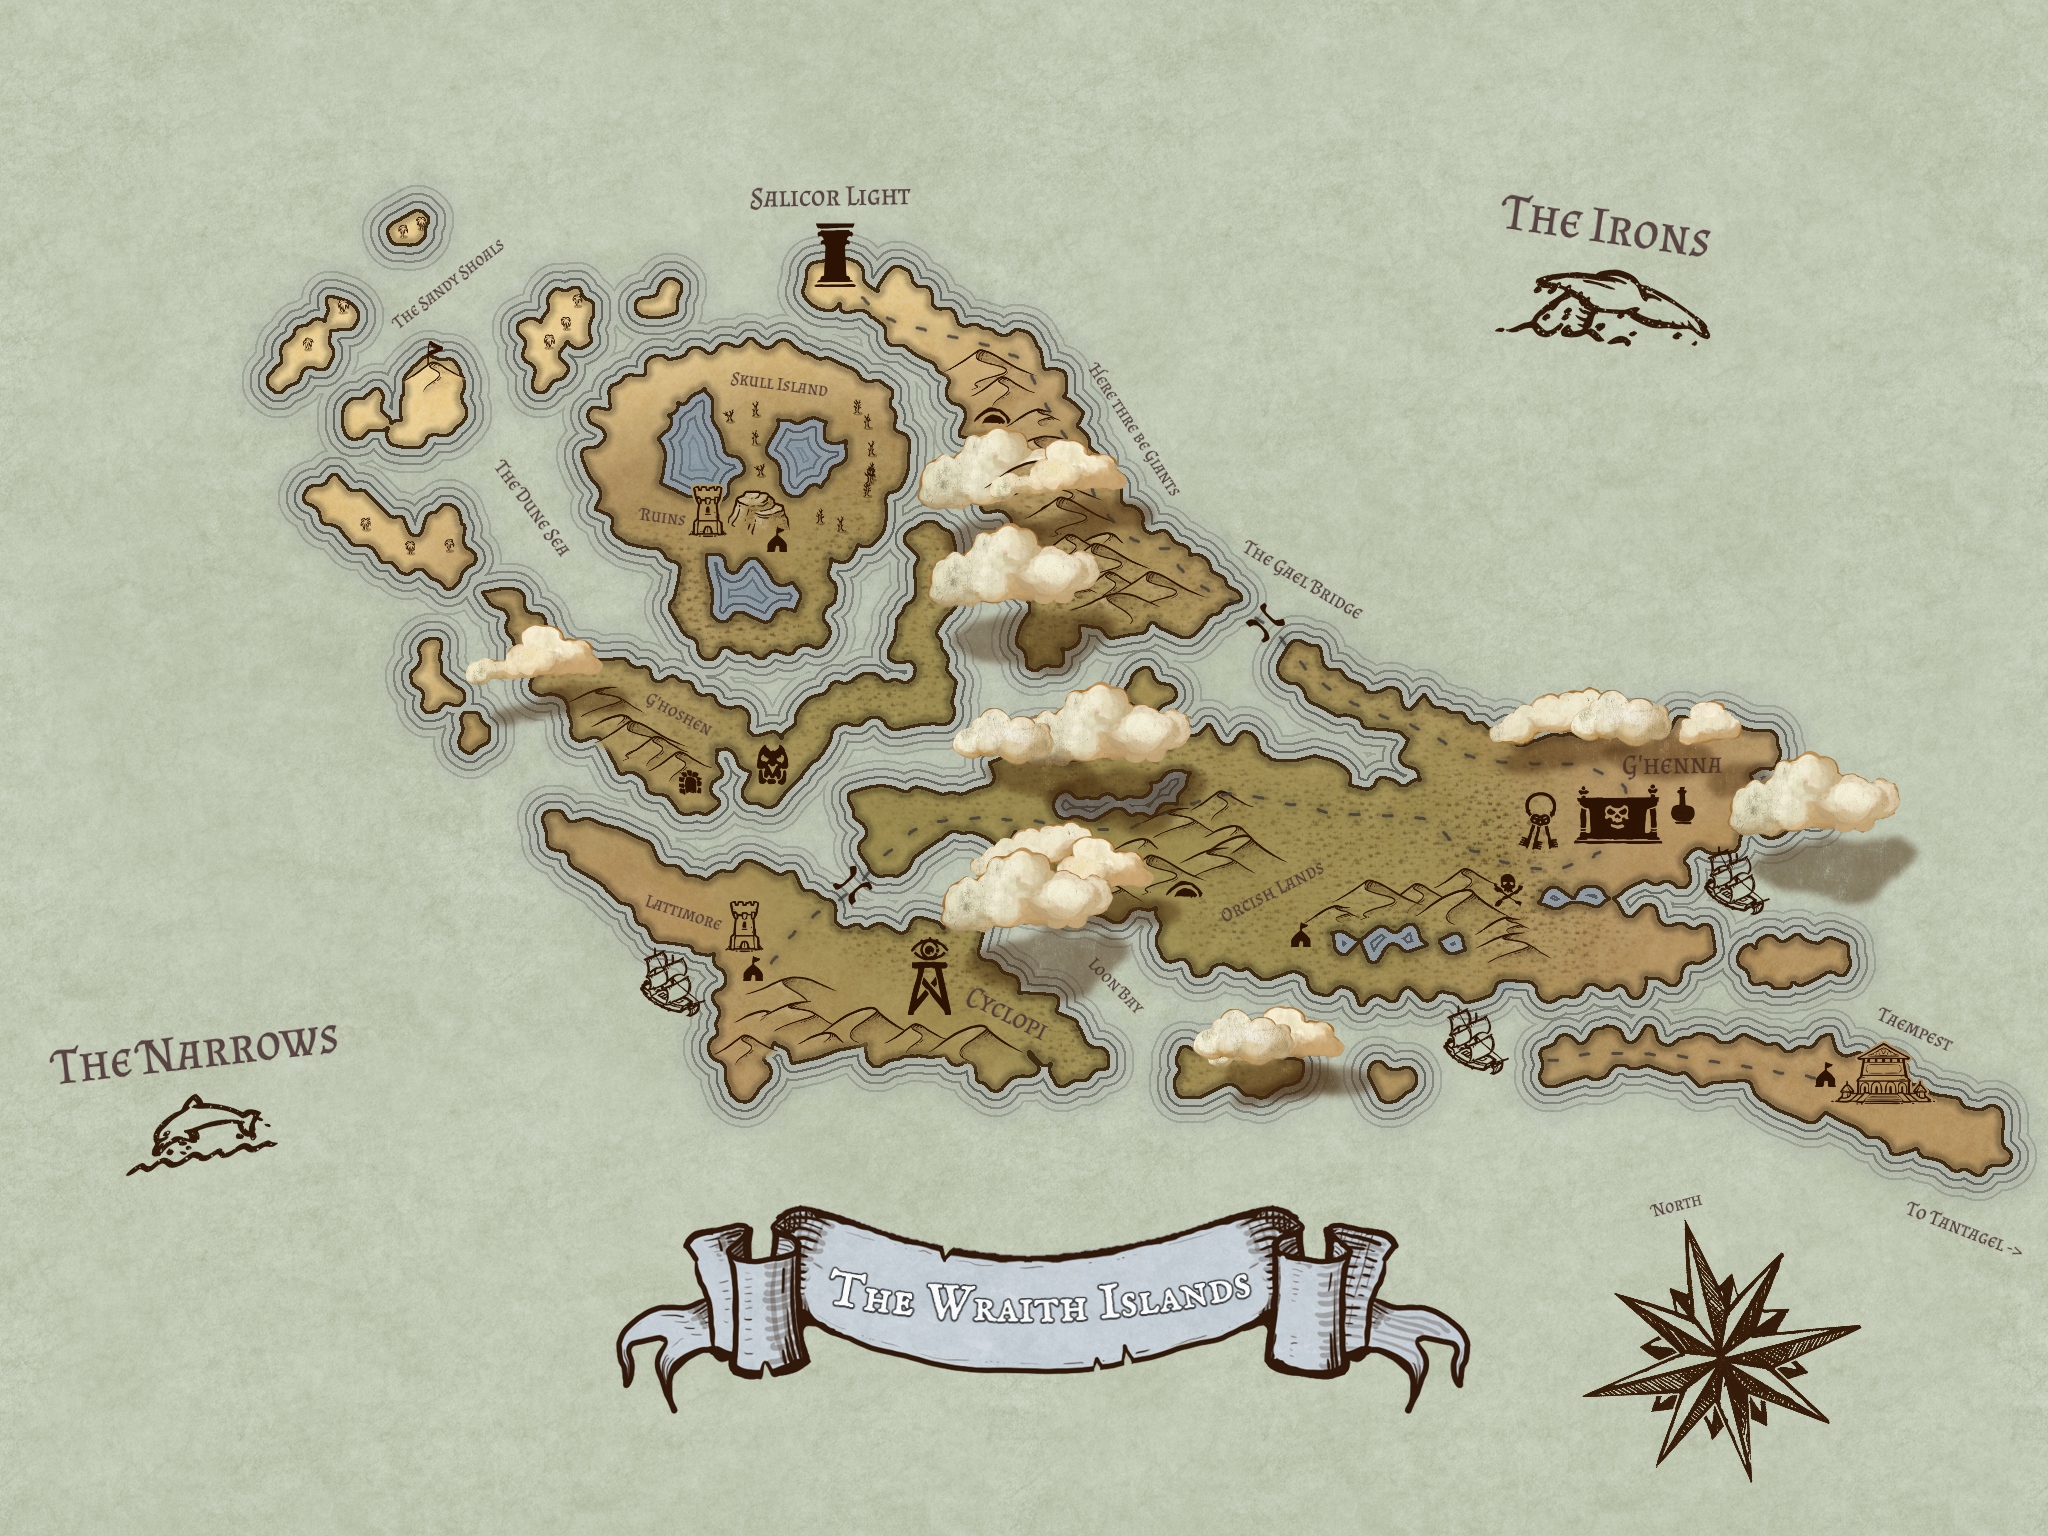 Salicor Light
The Irons
The Sandy Shoals
Here thre be Giants
Skull Island
The Dune Sea
Ruins
The Gael Bridge
G'hoshen
G'henna
Lattimore
Orcish Lands
Loon Bay
Cyclopi
Taempest
The Narrows
North
To Tantagel ->
The Wraith Islands